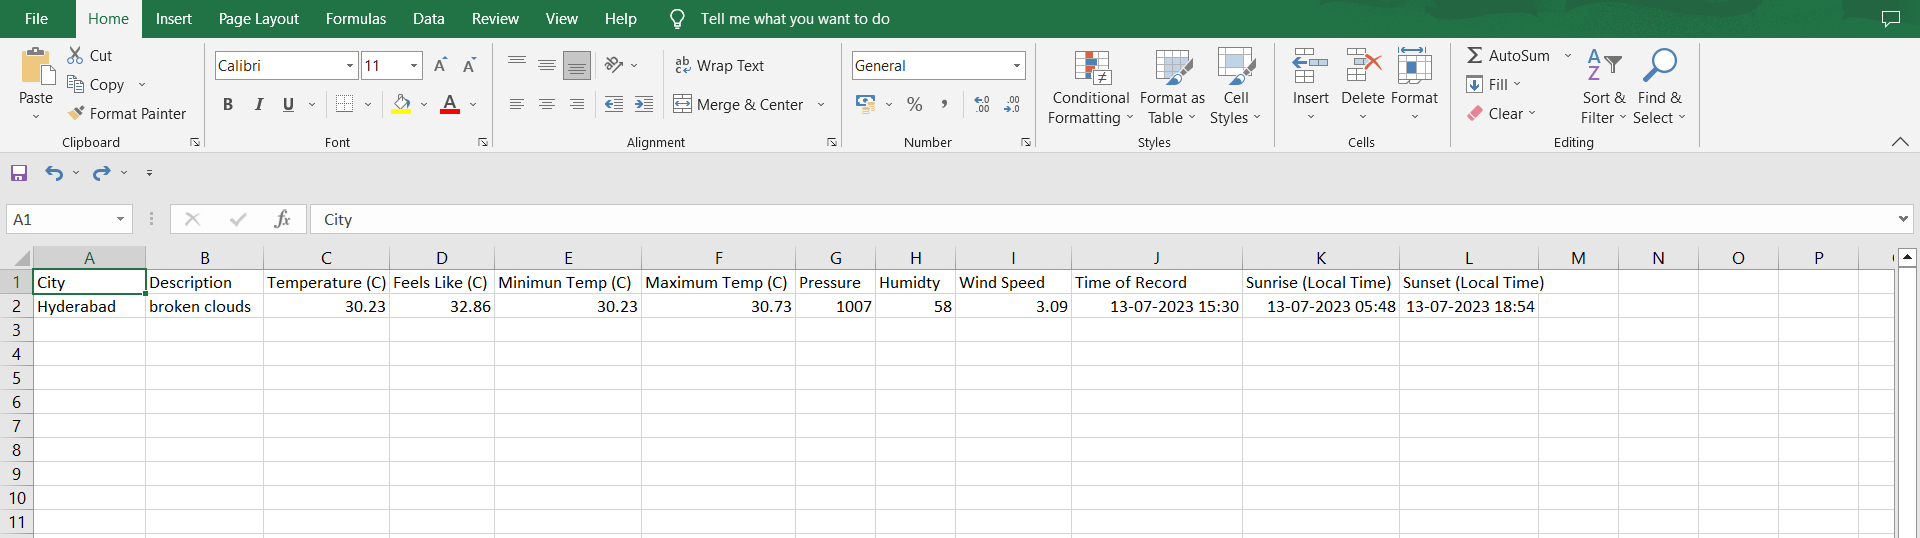 File Home Insert Page Layout Formulas Data Review View Help Tell me what you want to do
Paste
Cut
Copy
Format Painter
Clipboard
Calibri 11 A A
B I U A
Font
ab Wrap Text
Merge & Center
Alignment
General
% , .0 .00 .00 .0
Number
Conditional Formatting
Format as Table
Cell Styles
Styles
Insert Delete Format
Cells
Σ AutoSum
Fill
Clear
A Z
Sort & Filter
Find & Select
Editing
A1 fx City
A B C D E F G H I J K L M N O P
1 City Description Temperature (C) Feels Like (C) Minimun Temp (C) Maximum Temp (C) Pressure Humidty Wind Speed Time of Record Sunrise (Local Time) Sunset (Local Time)
2 Hyderabad broken clouds 30.23 32.86 30.23 30.73 1007 58 3.09 13-07-2023 15:30 13-07-2023 05:48 13-07-2023 18:54
3
4
5
6
7
8
9
10
11